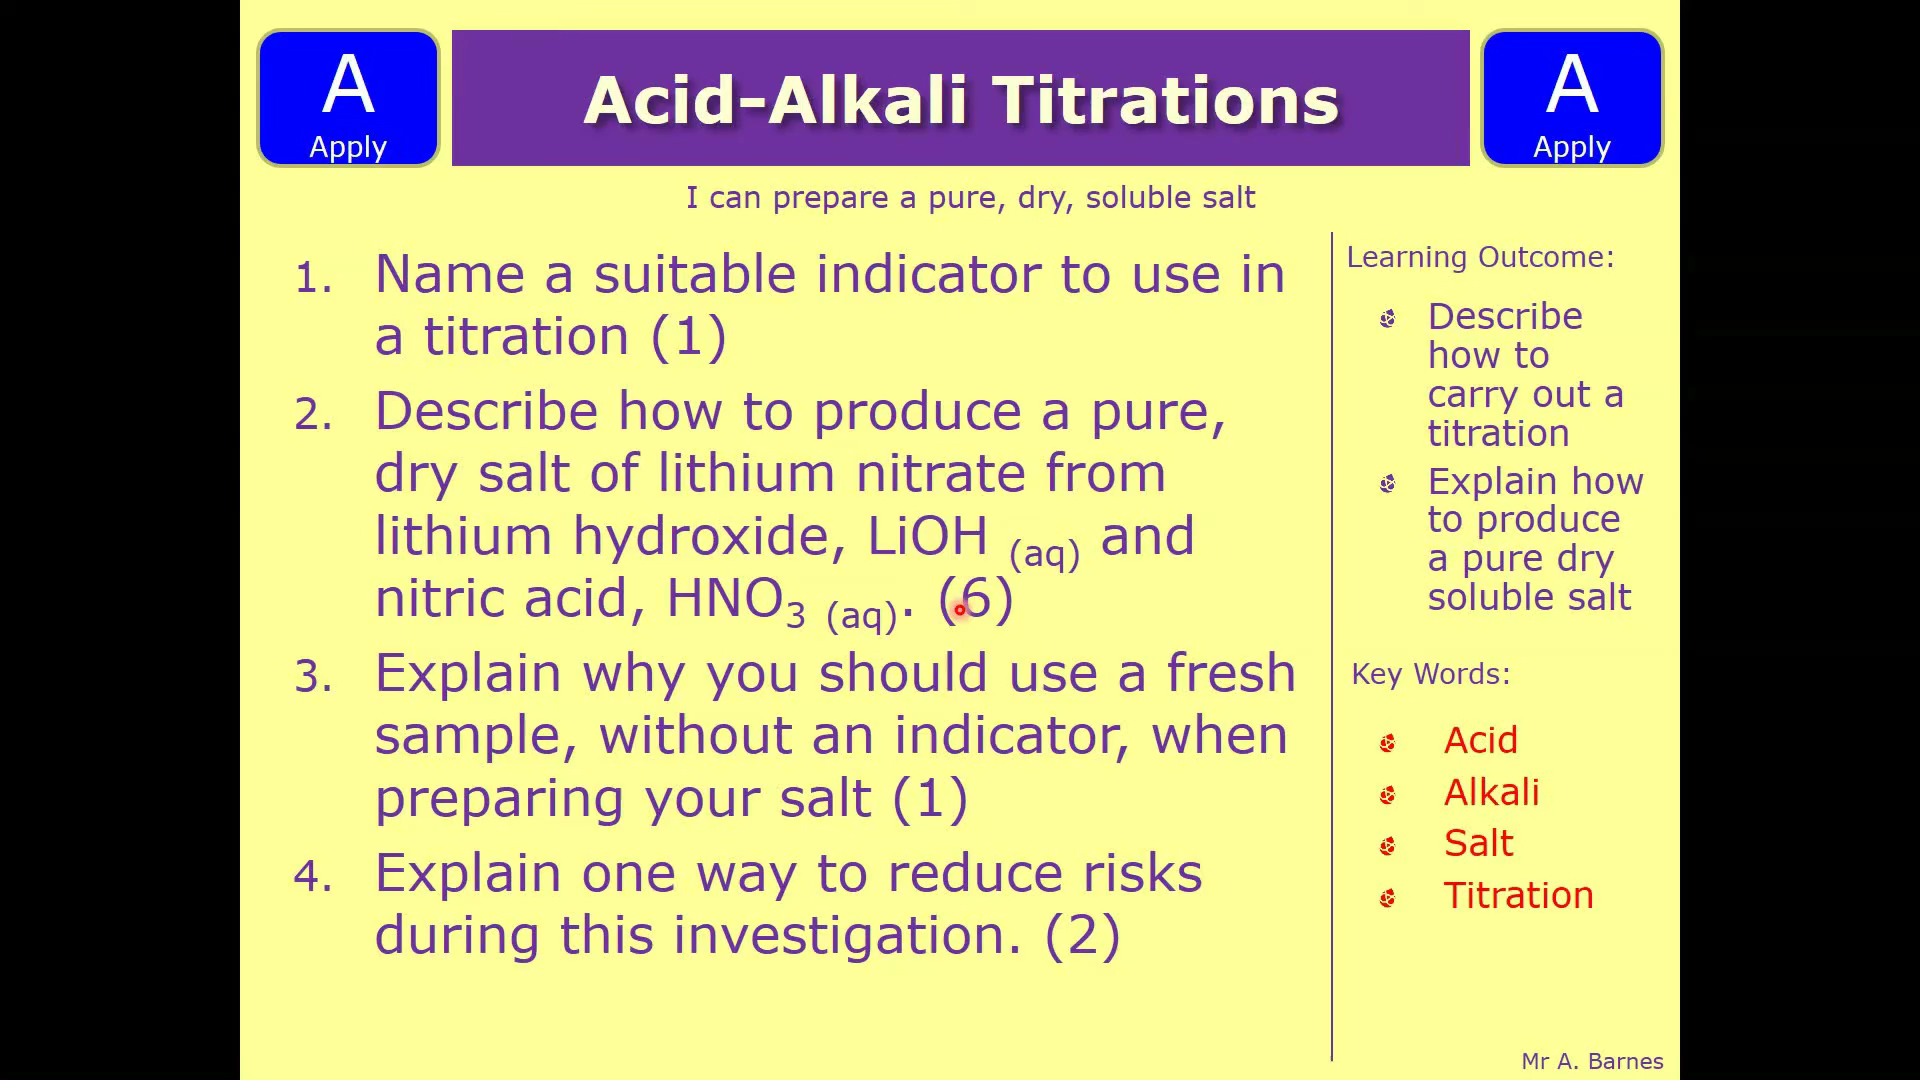 A
Apply
Acid-Alkali Titrations
A
Apply
I can prepare a pure, dry, soluble salt
1. Name a suitable indicator to use in
a titration (1)
2. Describe how to produce a pure,
dry salt of lithium nitrate from
lithium hydroxide, LiOH (aq) and
nitric acid, HNO3 (aq). (6)
3. Explain why you should use a fresh
sample, without an indicator, when
preparing your salt (1)
4. Explain one way to reduce risks
during this investigation. (2)
Learning Outcome:
Describe
how to
carry out a
titration
Explain how
to produce
a pure dry
soluble salt
Key Words:
Acid
Alkali
Salt
Titration
Mr A. Barnes